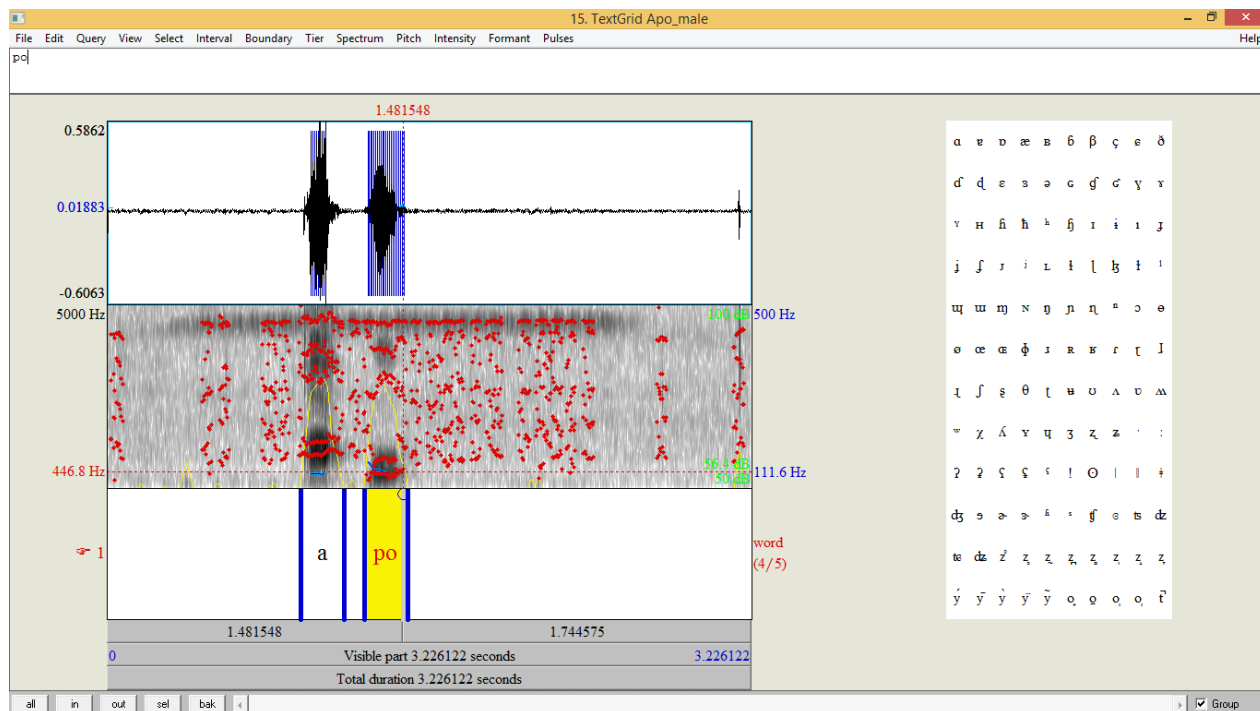 15. TextGrid Apo_male
File Edit Query View Select Interval Boundary Tier Spectrum Pitch Intensity Formant Pulses Help
po
1.481548
0.5862
0.01883
-0.6063
5000 Hz
100 dB 500 Hz
446.8 Hz
56.4 dB
50 dB
111.6 Hz
a po
☞ 1
word
(4/5)
1.481548 1.744575
0 Visible part 3.226122 seconds 3.226122
Total duration 3.226122 seconds
ɑ ɐ ɒ æ ʙ ɓ β ç ɕ ð
ɗ ɖ ɛ ɜ ə ɢ ɠ ʛ ɣ ɤ
ʏ ʜ ɦ ħ ʰ ɧ ɪ ɨ ı ɟ
ʝ ʄ ȷ ʲ ʟ ɬ ɭ ɮ ɫ ˡ
ɰ ɯ ɱ ɴ ŋ ɲ ɳ ⁿ ɔ ɵ
ø œ ɶ ɸ ɹ ʀ ʁ ɾ ʈ
ɻ ʃ ʂ θ ʈ ʉ ʊ ʌ ʋ ʍ
ʷ χ ʎ ʏ ɥ ʒ ʐ ʑ
ʔ ʡ ʕ ʢ ˤ ! ʘ ǀ ǁ ǂ
ʤ ɘ ɚ ɝ ʱ ˢ ʧ ɞ ʦ ʣ
ʨ ʥ
all in out sel bak Group